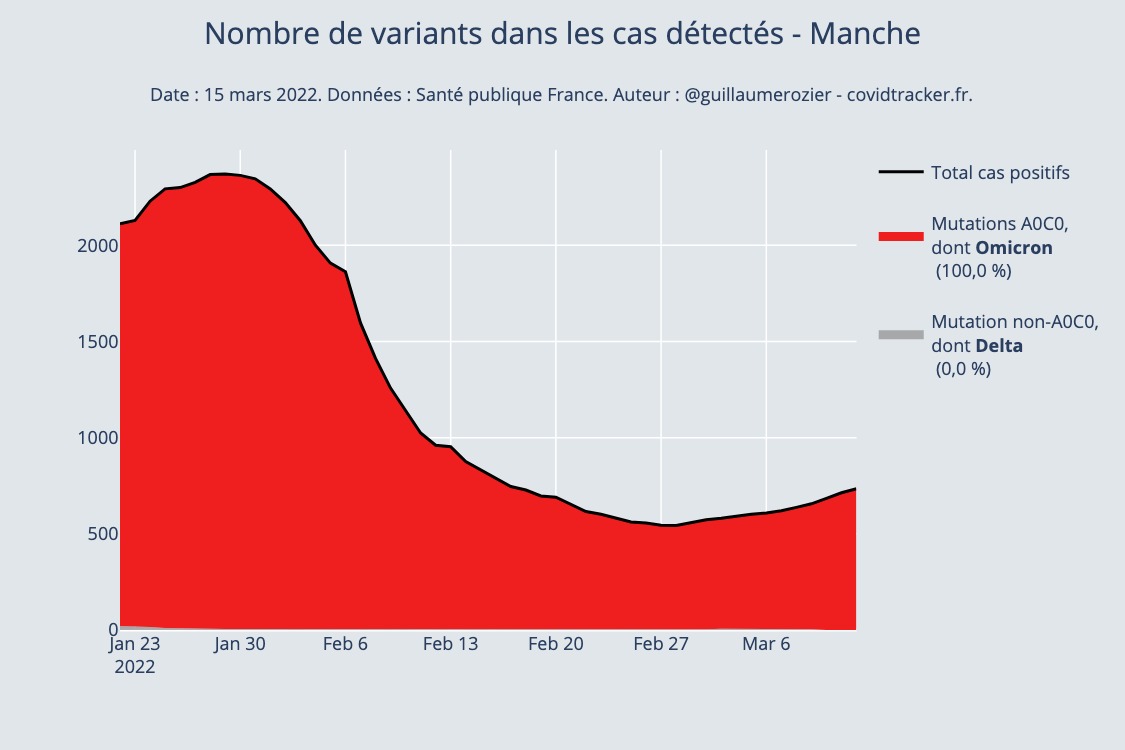 Nombre de variants dans les cas détectés - Manche
Date : 15 mars 2022. Données : Santé publique France. Auteur : @guillaumerozier - covidtracker.fr.
Total cas positifs
Mutations A0C0,
dont Omicron
(100,0 %)
Mutation non-A0C0,
dont Delta
(0,0 %)
2000
1500
1000
500
0
Jan 23
2022
Jan 30
Feb 6
Feb 13
Feb 20
Feb 27
Mar 6